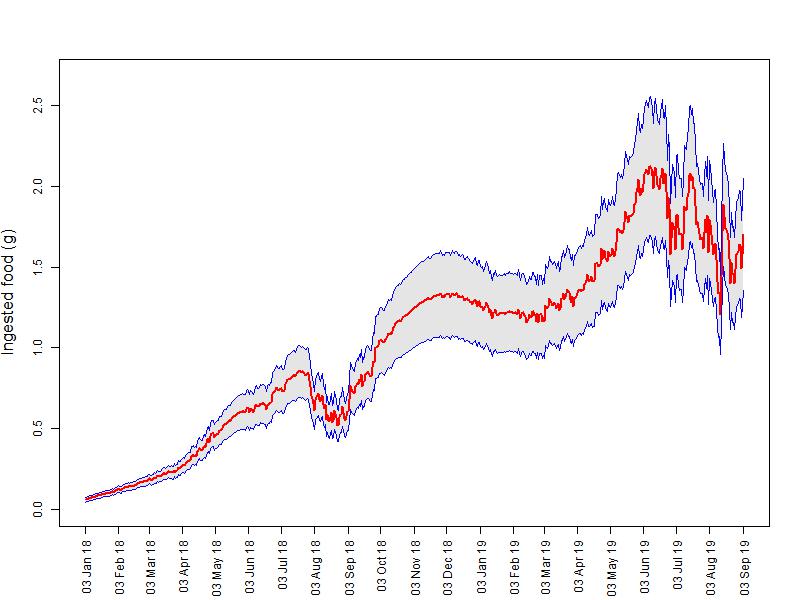 Ingested food (g)
2.5
2.0
1.5
1.0
0.5
0.0
03 Jan 18
03 Feb 18
03 Mar 18
03 Apr 18
03 May 18
03 Jun 18
03 Jul 18
03 Aug 18
03 Sep 18
03 Oct 18
03 Nov 18
03 Dec 18
03 Jan 19
03 Feb 19
03 Mar 19
03 Apr 19
03 May 19
03 Jun 19
03 Jul 19
03 Aug 19
03 Sep 19